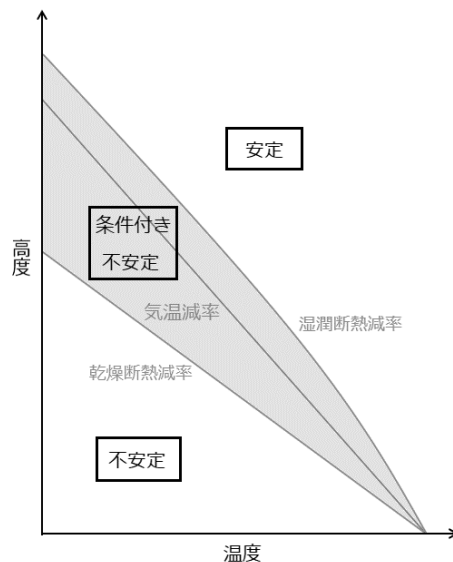 安定
条件付き
不安定
高度
気温減率
湿潤断熱減率
乾燥断熱減率
不安定
温度